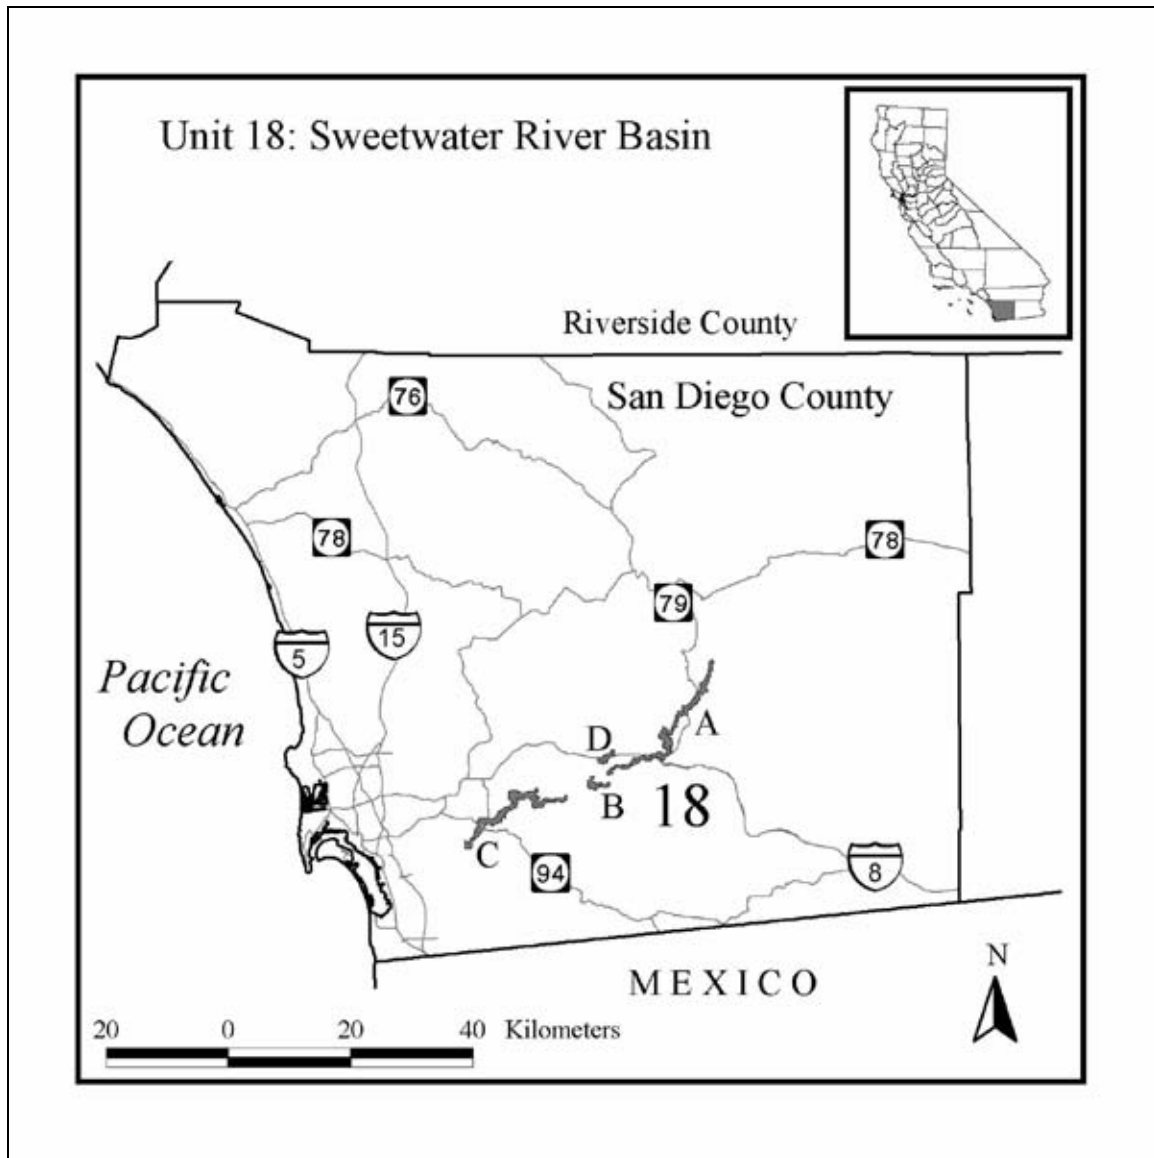 Unit 18: Sweetwater River Basin
Riverside County
San Diego County
76
78
78
79
15
5
Pacific
Ocean
A
D
B
18
C
94
8
N
MEXICO
20 0 20 40 Kilometers